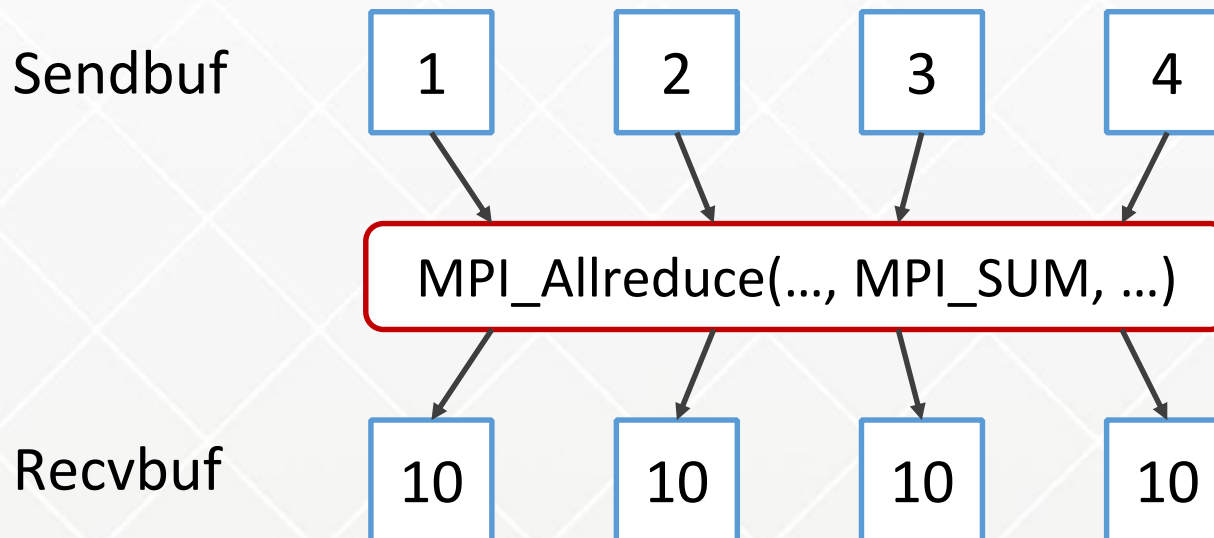 Sendbuf 1 2 3 4
MPI_Allreduce(…, MPI_SUM, …)
Recvbuf 10 10 10 10